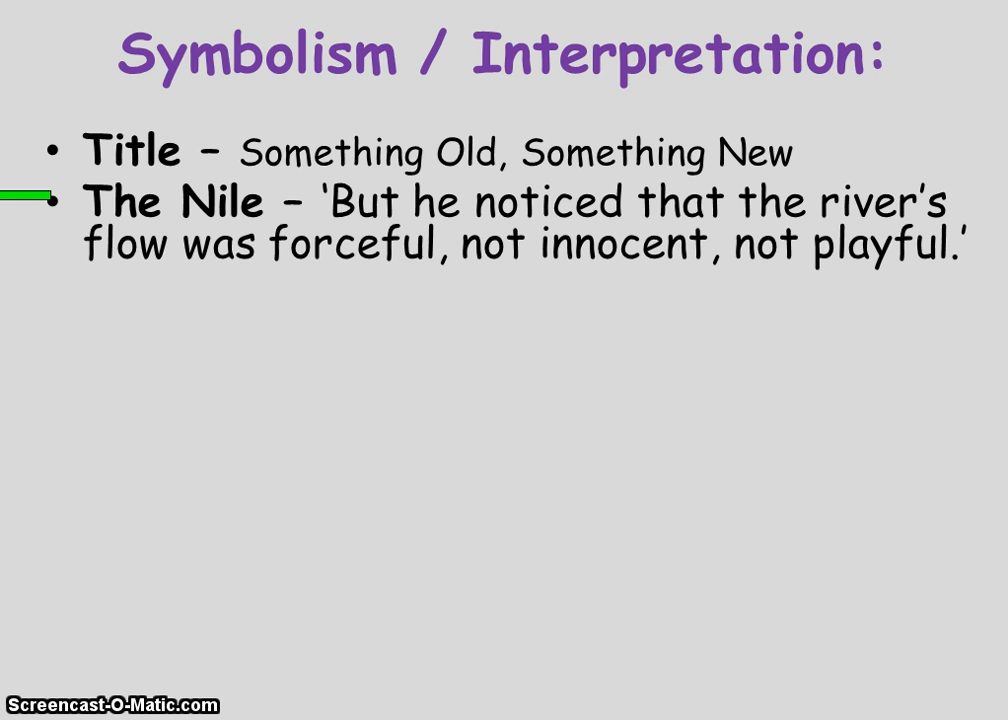 Symbolism / Interpretation:
• Title – Something Old, Something New
• The Nile – ‘But he noticed that the river’s
flow was forceful, not innocent, not playful.’
Screencast-O-Matic.com